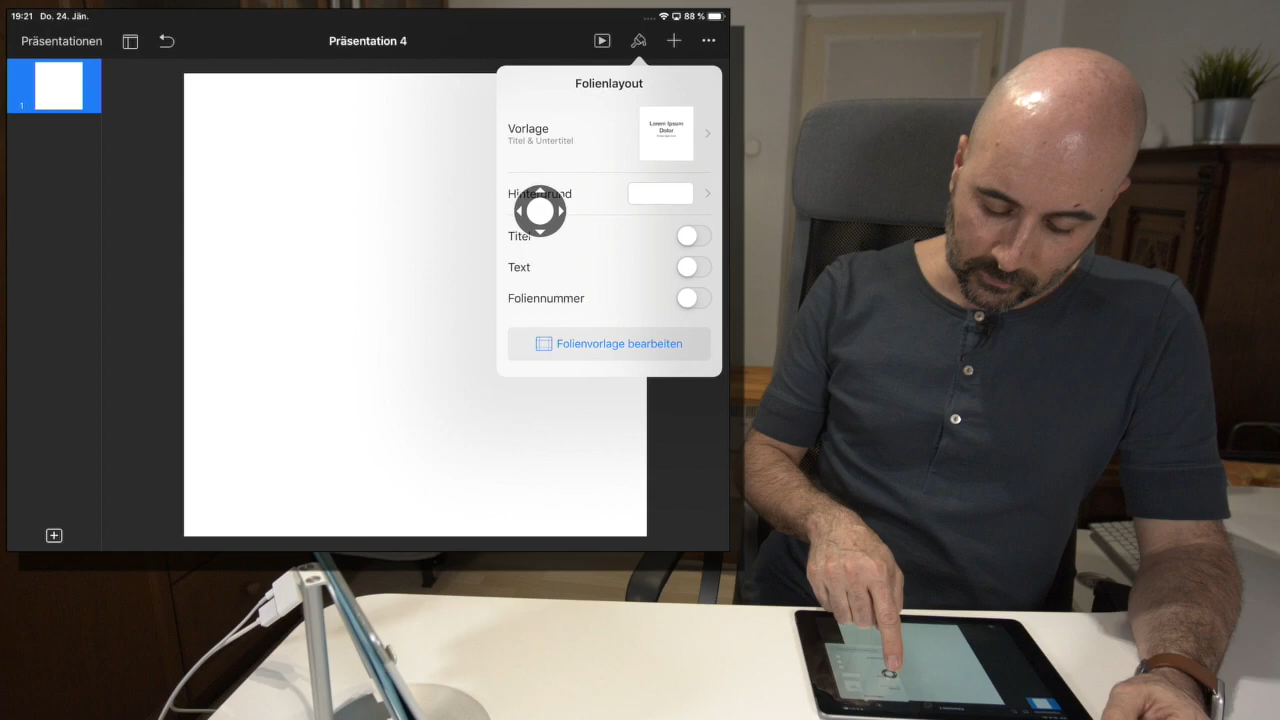 19:21 Do. 24. Jän.
88 %
Präsentationen
Präsentation 4
1
Folienlayout
Vorlage
Titel & Untertitel
Lorem Ipsum
Dolor
Hintergrund
Titel
Text
Foliennummer
Folienvorlage bearbeiten